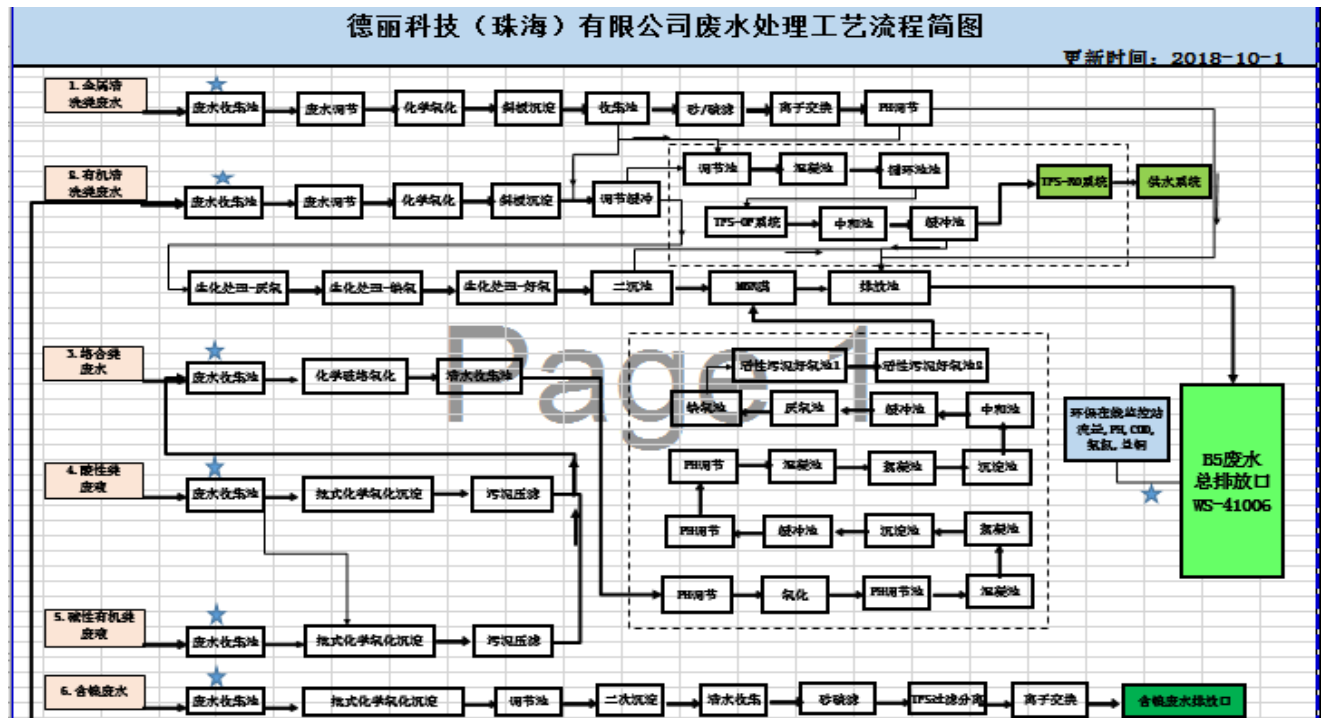 德丽科技（珠海）有限公司废水处理工艺流程简图
更新时间：2018-10-1
1.金属清
洗类废水
废水收集池
废水调节
化学氧化
斜板沉淀
收集池
砂/碳滤
离子交换
PH调节
2.有机清
洗类废水
废水收集池
废水调节
化学氧化
斜板沉淀
调节缓冲
调节池
混凝池
循环池
TFS-RO系统
供水系统
中和池
缓冲池
生化处理-厌氧
生化处理-缺氧
生化处理-好氧
二沉池
排放池
3.络合类
废水
废水收集池
化学破络氧化
清水收集池
活性污泥好氧池1
活性污泥好氧池2
缺氧池
厌氧池
缓冲池
中和池
环保在线监控站
流量,PH,COD,
氨氮,总铜
B5废水
总排放口
WS-41006
PH调节
混凝池
絮凝池
沉淀池
4.酸性类
废液
废水收集池
批式化学氧化沉淀
污泥压滤
PH调节
缓冲池
沉淀池
絮凝池
PH调节
氧化
PH调节池
混凝池
5.碱性有机类
废液
废水收集池
批式化学氧化沉淀
污泥压滤
6.含镍废水
废水收集池
批式化学氧化沉淀
调节池
二次沉淀
清水收集
砂碳滤
TFS过滤分离
离子交换
含镍废水排放口
Page 1